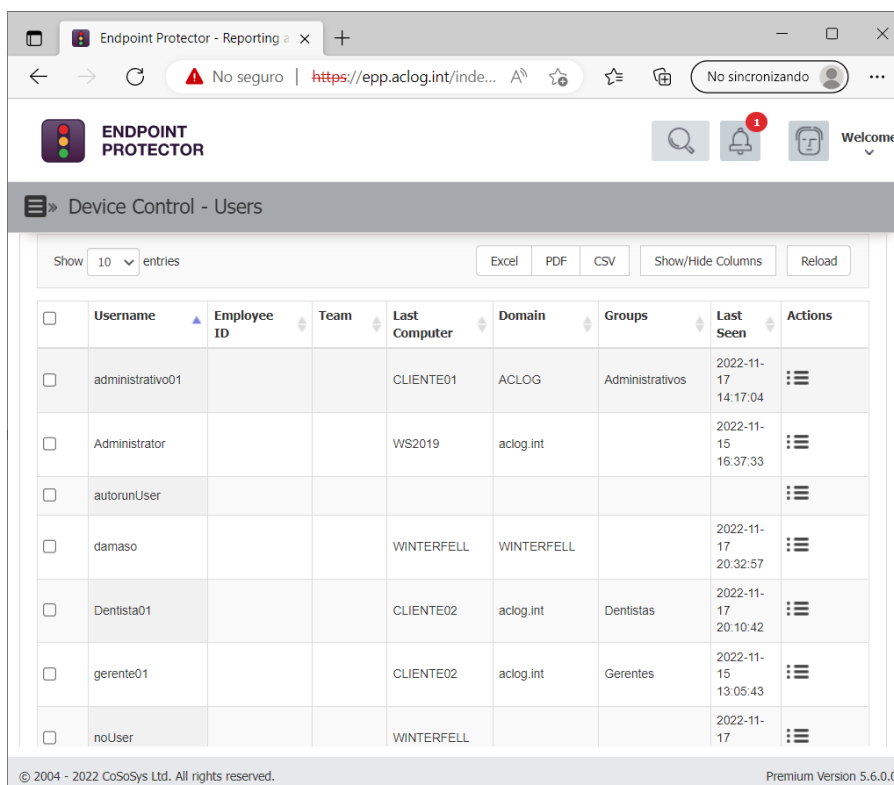 Endpoint Protector - Reporting a
No seguro | https://epp.aclog.int/inde... No sincronizando
ENDPOINT
PROTECTOR
1
Welcome
Device Control - Users
Show 10 entries Excel PDF CSV Show/Hide Columns Reload
Username Employee ID Team Last Computer Domain Groups Last Seen Actions
administrativo01 CLIENTE01 ACLOG Administrativos 2022-11-17 14:17:04
Administrator WS2019 aclog.int 2022-11-15 16:37:33
autorunUser
damaso WINTERFELL WINTERFELL 2022-11-17 20:32:57
Dentista01 CLIENTE02 aclog.int Dentistas 2022-11-17 20:10:42
gerente01 CLIENTE02 aclog.int Gerentes 2022-11-15 13:05:43
noUser WINTERFELL 2022-11-17
© 2004 - 2022 CoSoSys Ltd. All rights reserved. Premium Version 5.6.0.0